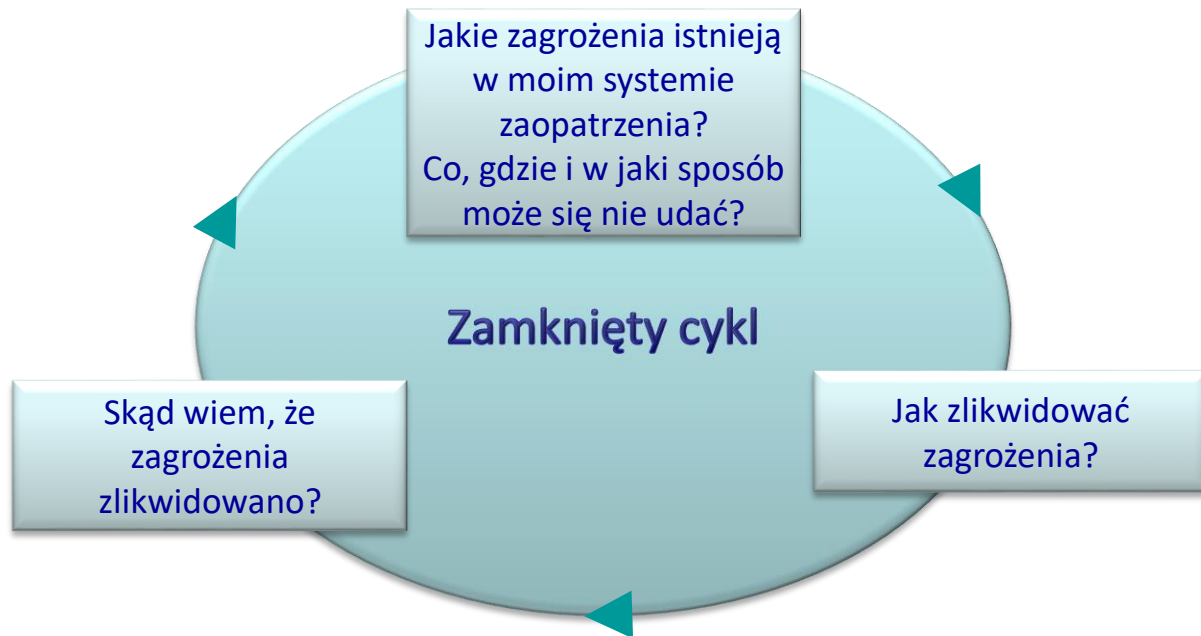 Jakie zagrożenia istnieją
w moim systemie
zaopatrzenia?
Co, gdzie i w jaki sposób
może się nie udać?
Zamknięty cykl
Skąd wiem, że
zagrożenia
zlikwidowano?
Jak zlikwidować
zagrożenia?